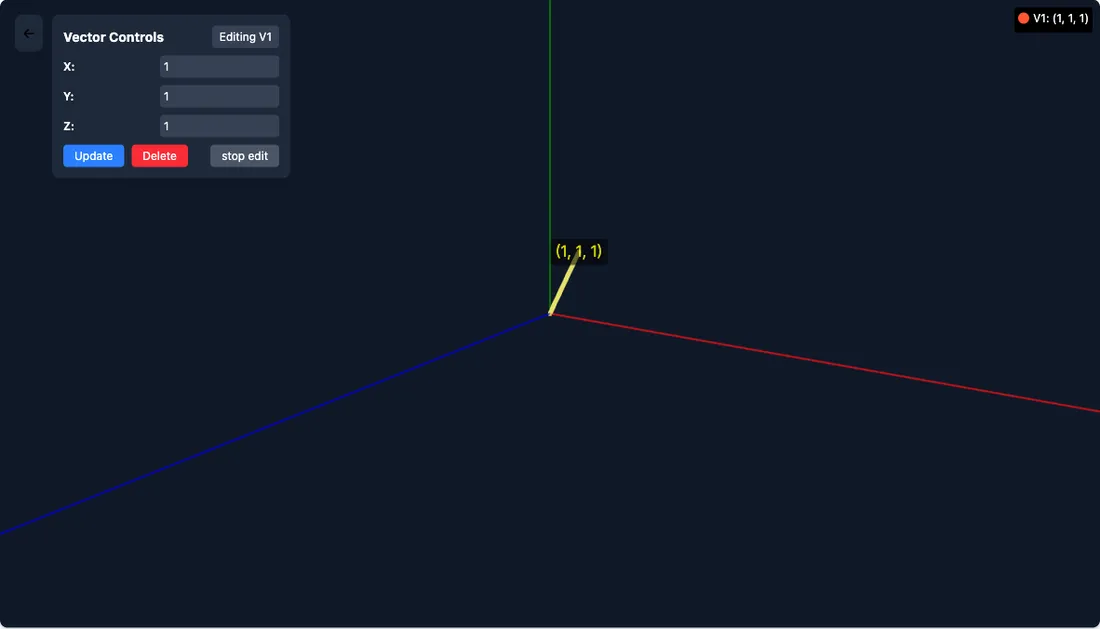 Vector Controls
Editing V1
X:
1
Y:
1
Z:
1
Update
Delete
stop edit
V1: (1, 1, 1)
(1, 1, 1)